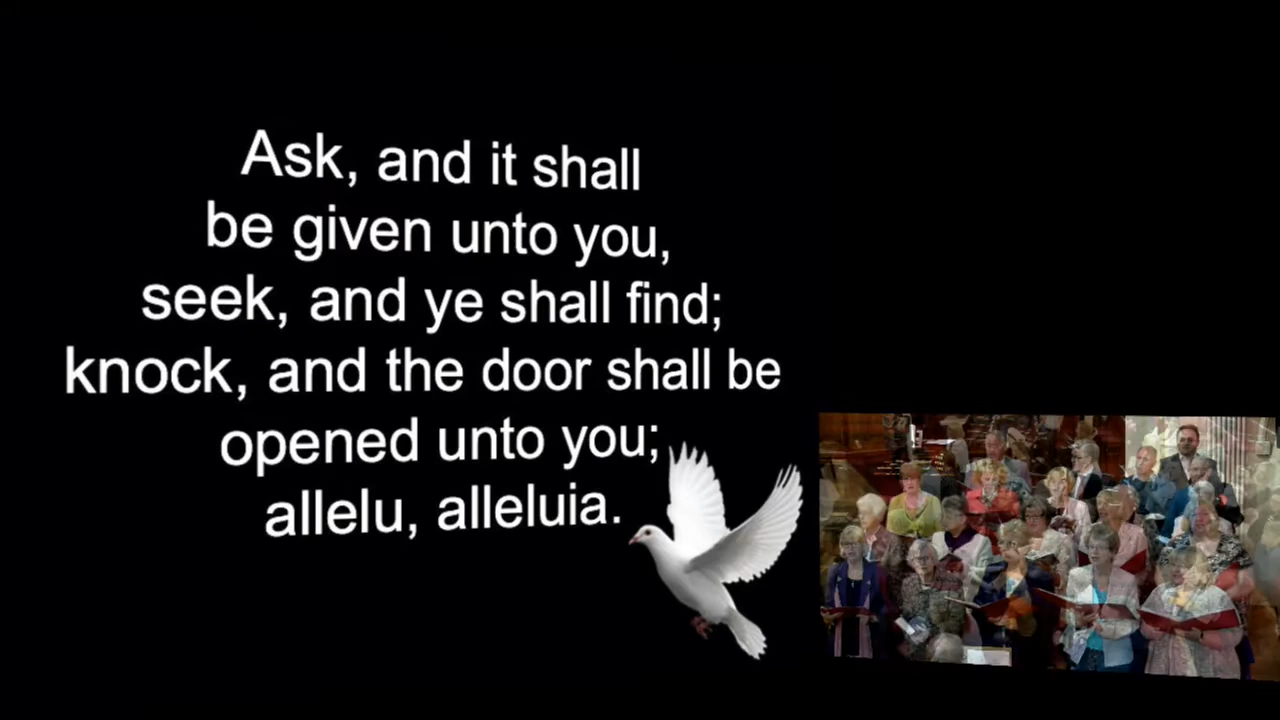 Ask, and it shall
be given unto you,
seek, and ye shall find;
knock, and the door shall be
opened unto you;
allelu, alleluia.